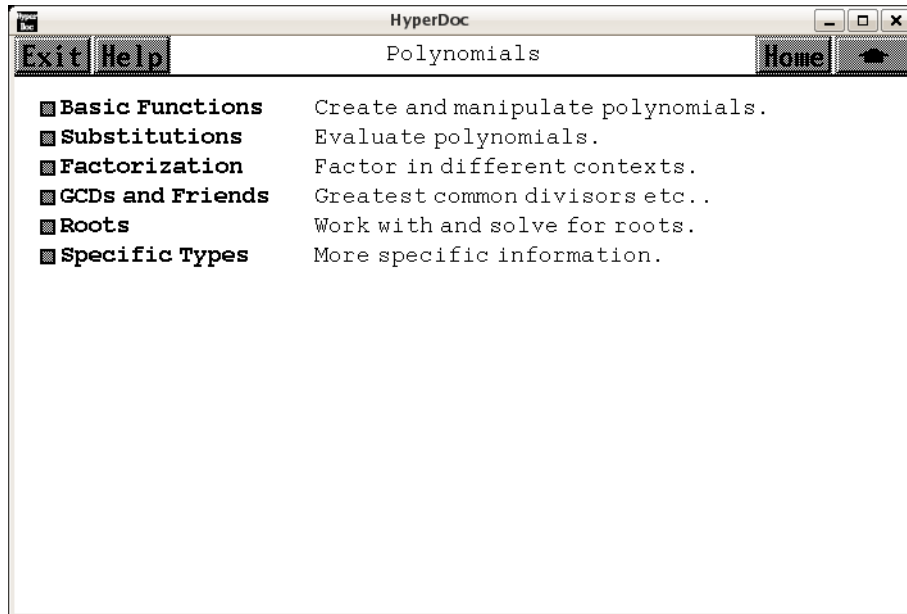 Hyper Doc HyperDoc
Exit Help Polynomials Home
Basic Functions Create and manipulate polynomials.
Substitutions Evaluate polynomials.
Factorization Factor in different contexts.
GCDs and Friends Greatest common divisors etc..
Roots Work with and solve for roots.
Specific Types More specific information.